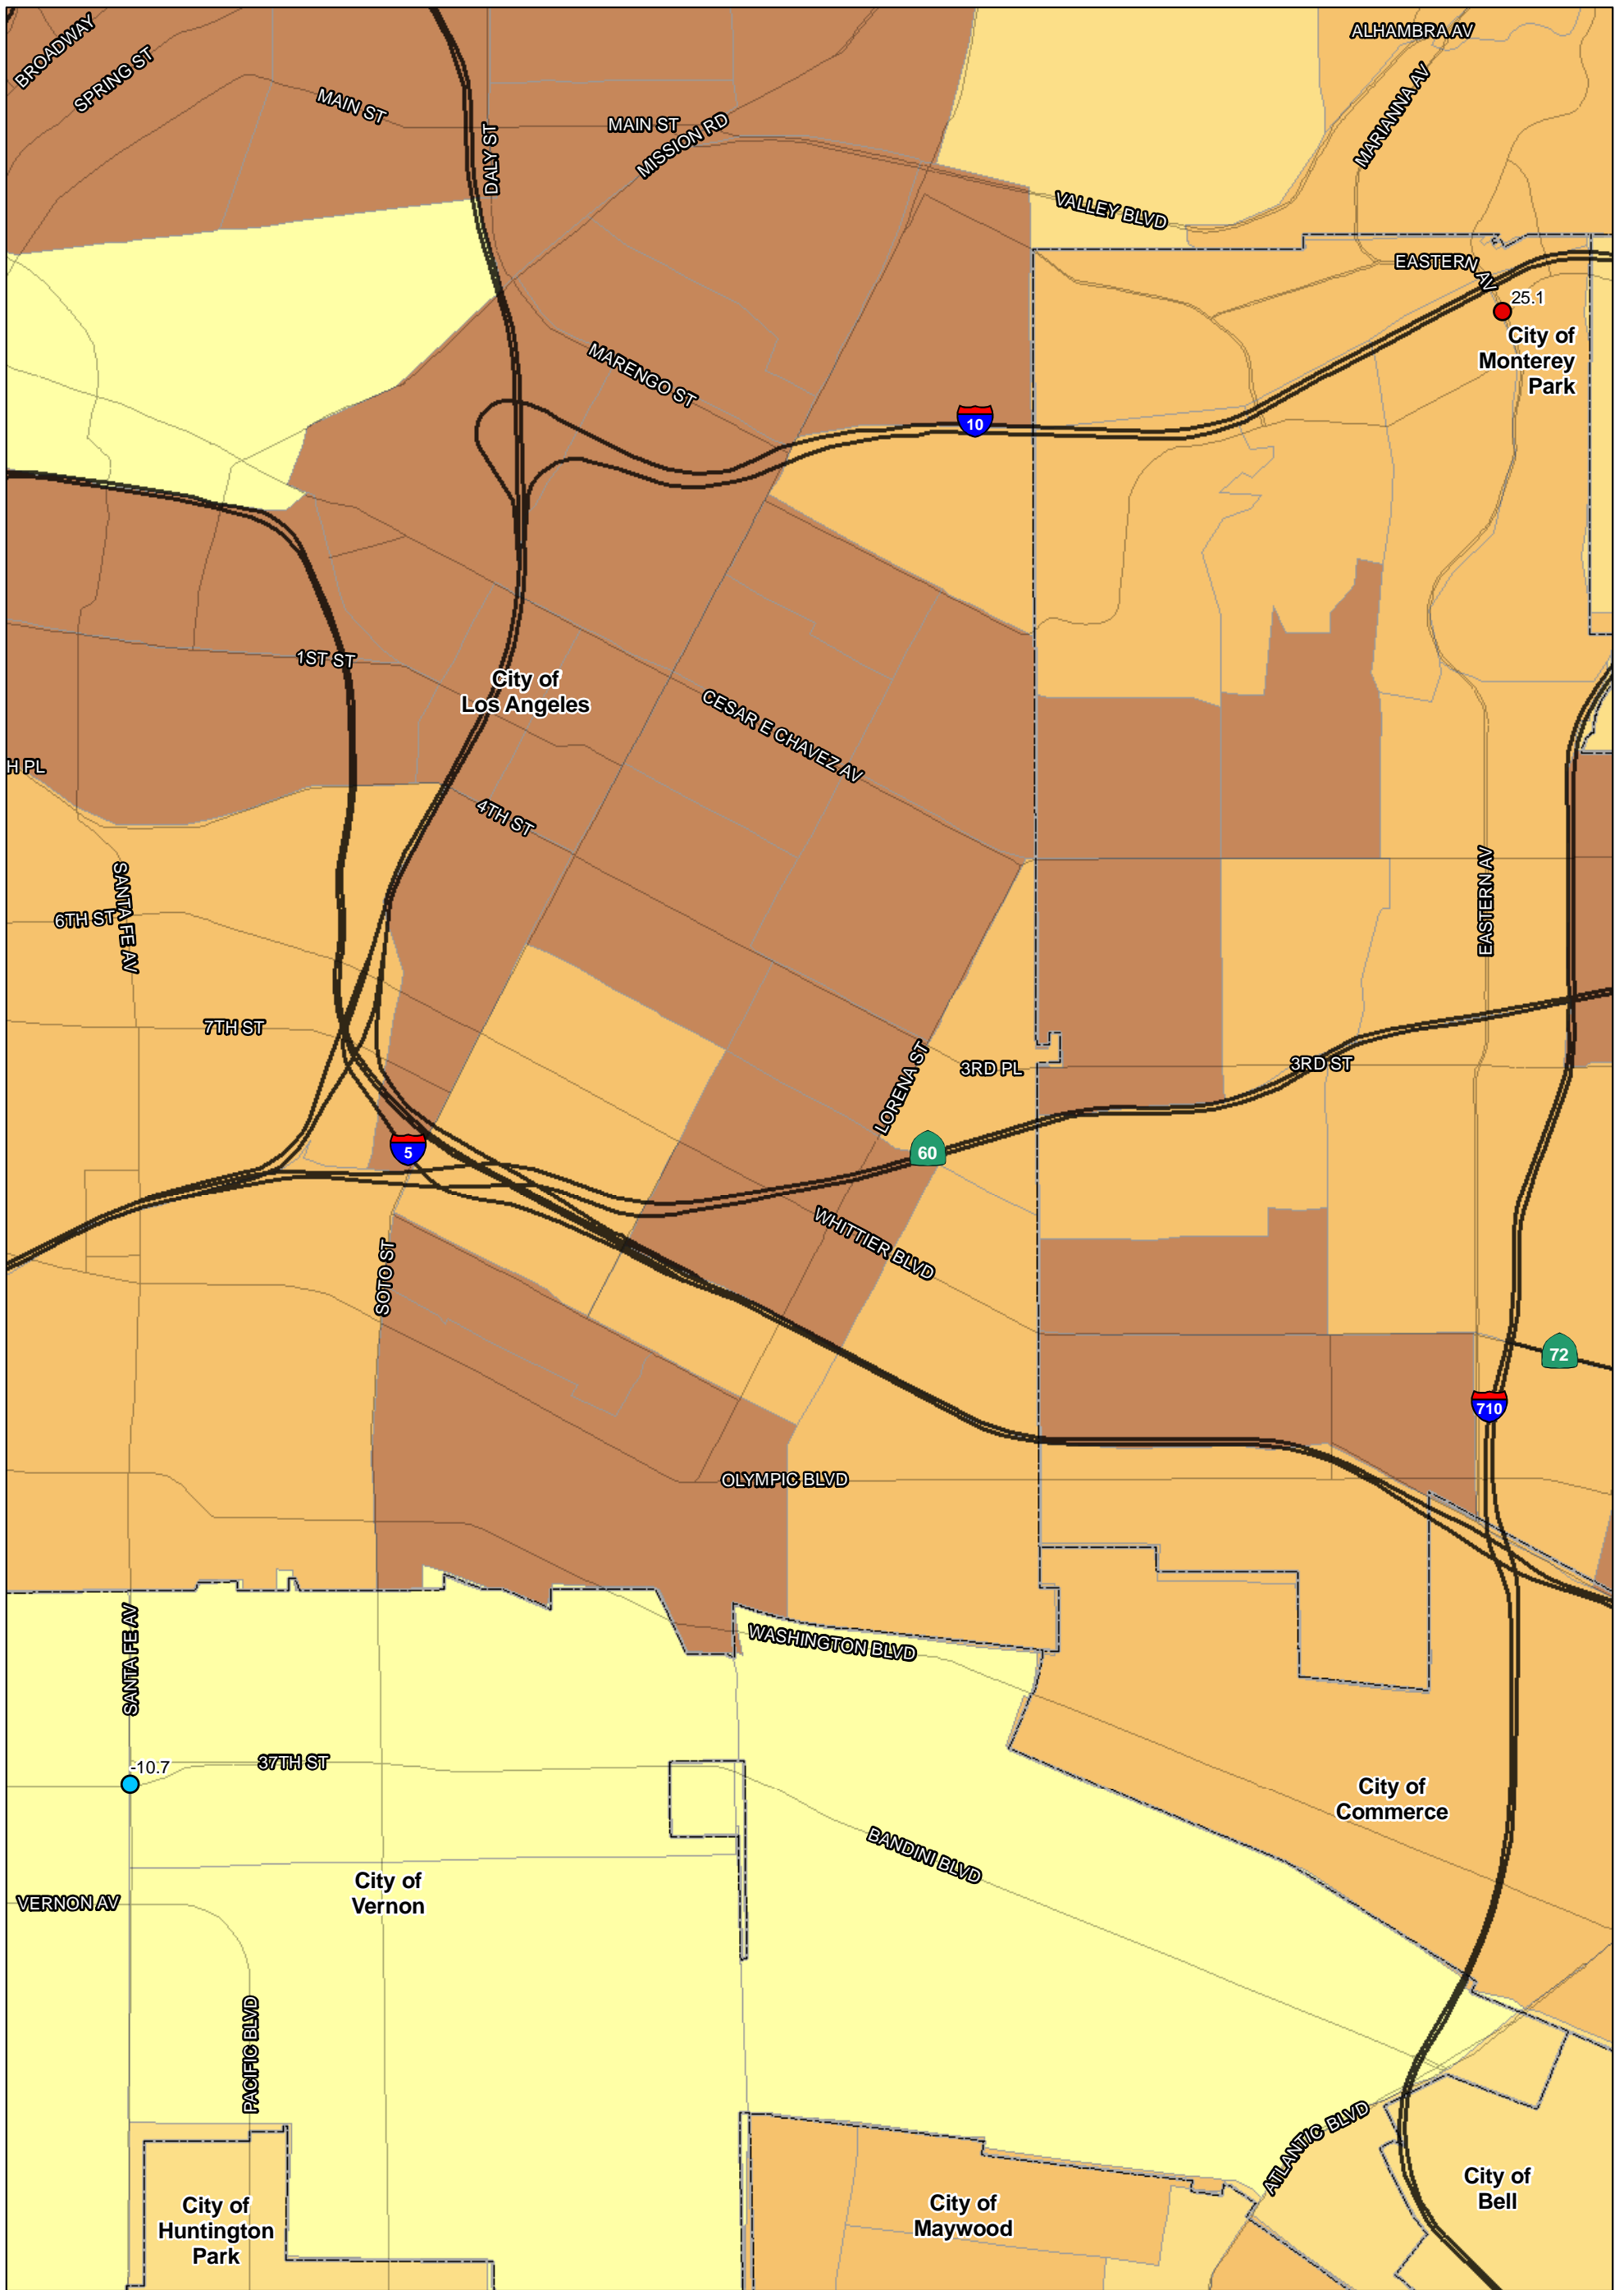 BROADWAY
SPRING ST
MAIN ST
DALY ST
MAIN ST
MISSION RD
ALHAMBRA AV
MARIANNA AV
VALLEY BLVD
EASTERN AV
25.1
City of
Monterey
Park
MARENGO ST
10
1ST ST
City of
Los Angeles
CESAR E CHAVEZ AV
H PL
4TH ST
SANTA FE AV
6TH ST
EASTERN AV
7TH ST
LORENA ST
3RD PL
3RD ST
5
60
WHITTIER BLVD
SOTO ST
72
710
OLYMPIC BLVD
SANTA FE AV
WASHINGTON BLVD
-10.7
37TH ST
City of
Commerce
BANDINI BLVD
City of
Vernon
VERNON AV
PACIFIC BLVD
ATLANTIC BLVD
City of
Huntington
Park
City of
Maywood
City of
Bell